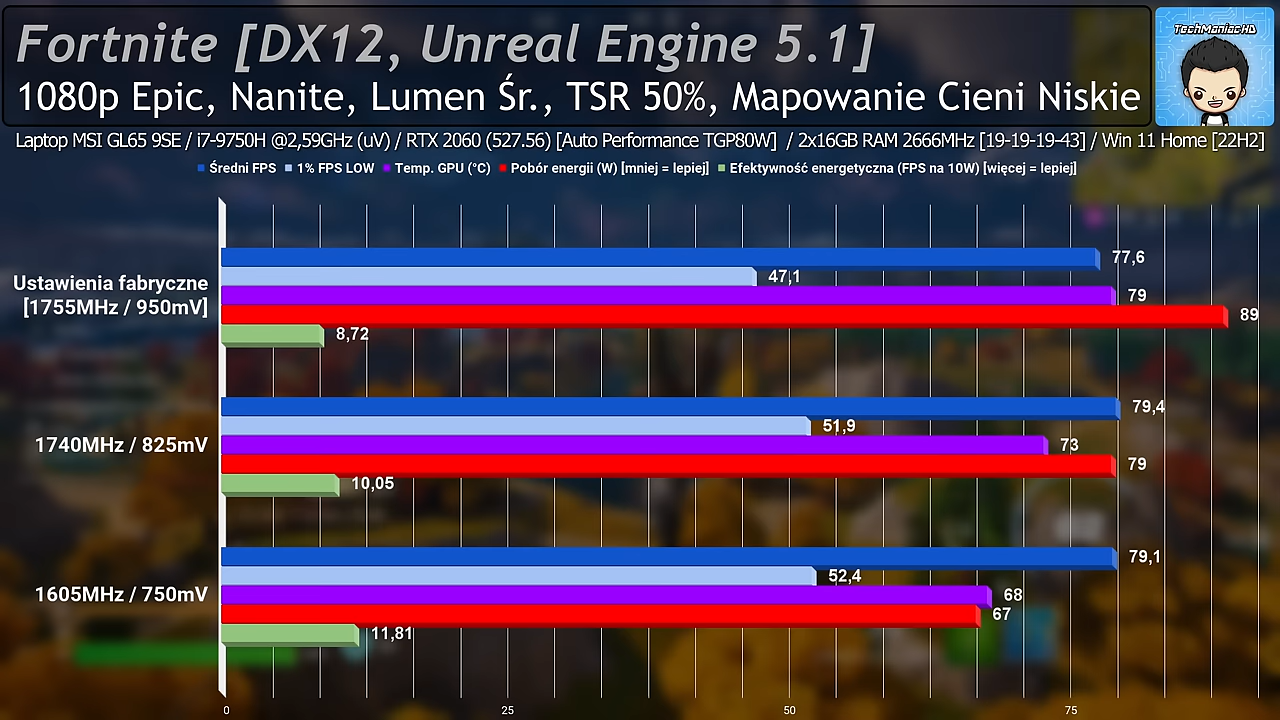 Fortnite [DX12, Unreal Engine 5.1]
TechManiacHD
1080p Epic, Nanite, Lumen Śr., TSR 50%, Mapowanie Cieni Niskie
Laptop MSI GL65 9SE / i7-9750H @2,59GHz (uV) / RTX 2060 (527.56) [Auto Performance TGP80W] / 2x16GB RAM 2666MHz [19-19-19-43] / Win 11 Home [22H2]
Średni FPS 1% FPS LOW Temp. GPU (°C) Pobór energii (W) [mniej = lepiej] Efektywność energetyczna (FPS na 10W) [więcej = lepiej]
Ustawienia fabryczne
[1755MHz / 950mV]
77,6
47,1
79
89
8,72
1740MHz / 825mV
79,4
51,9
73
79
10,05
1605MHz / 750mV
79,1
52,4
68
67
11,81
0 25 50 75